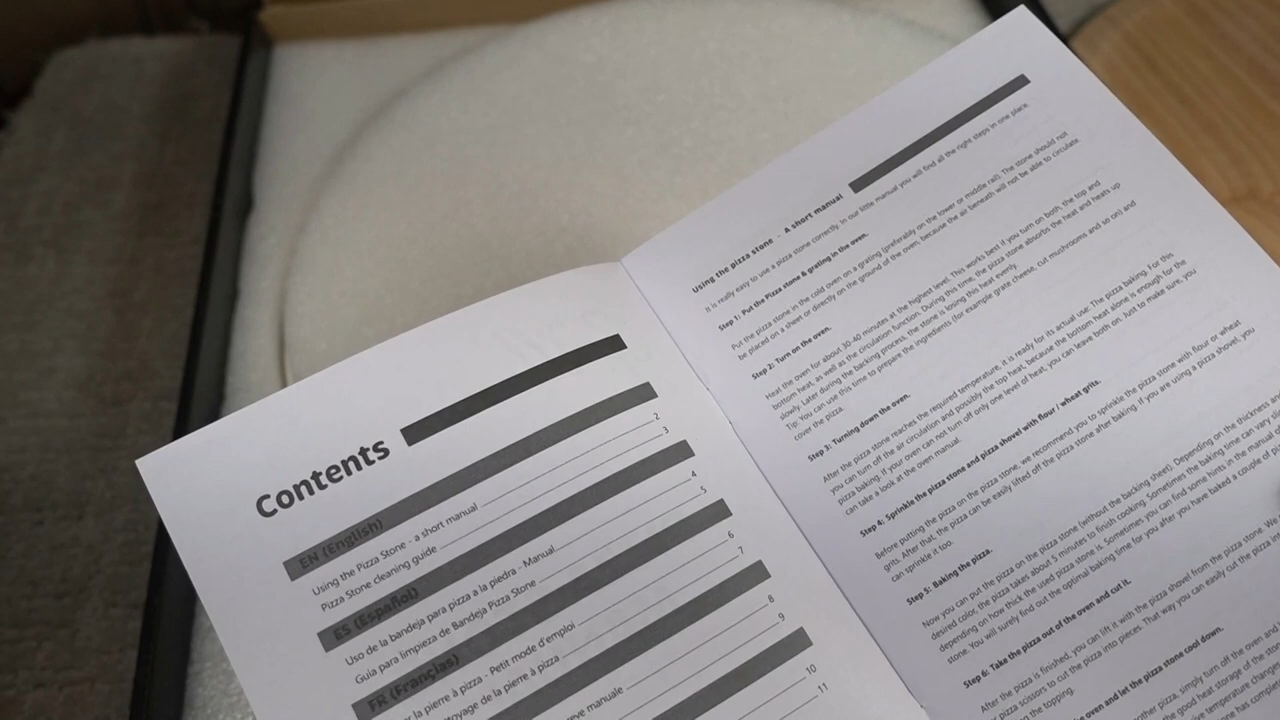 Contents
EN (English)
Using the Pizza Stone - a short manual 2
Pizza Stone cleaning guide 3
ES (Español)
Uso de la bandeja para pizza a la piedra - Manual 4
Guía para limpieza de Bandeja Pizza Stone 5
FR (Françias)
la pierre à pizza - Petit mode d'emploi 6
de la pierre à pizza 7
manuale 8
9
10
11
Using the pizza stone - A short manual
It is really easy to use a pizza stone correctly. In our little manual you will find all the right steps in one place.
Step 1: Put the Pizza stone & grating in the oven.
Put the pizza stone in the cold oven on a grating (preferably on the lower or middle rail). The stone should not
be placed on a sheet or directly on the ground of the oven, because the air beneath will not be able to circulate.
Step 2: Turn on the oven.
Heat the oven for about 30-40 minutes at the highest level. This works best if you turn on both, the top and
bottom heat, as well as the circulation function. During this time, the pizza stone absorbs the heat and heats up
slowly. Later during the backing process, the stone is losing this heat evenly.
Tip: You can use this time to prepare the ingredients (for example grate cheese, cut mushrooms and so on) and
cover the pizza.
Step 3: Turning down the oven.
After the pizza stone reaches the required temperature, it is ready for its actual use: The pizza baking. For this
you can turn off the air circulation and possibly the top heat, because the bottom heat alone is enough for the
pizza baking. If your oven can not turn off only one level of heat, you can leave both on. Just to make sure, you
can take a look at the oven manual.
Step 4: Sprinkle the pizza stone and pizza shovel with flour / wheat grits.
Before putting the pizza on the pizza stone, we recommend you to sprinkle the pizza stone with flour or wheat
grits. After that, the pizza can be easily lifted off the pizza stone after baking. If you are using a pizza shovel, you
can sprinkle it too.
Step 5: Baking the pizza.
Now you can put the pizza on the pizza stone (without the backing sheet). Depending on the thickness
desired color, the pizza takes about 5 minutes to finish cooking. Sometimes the baking time can vary
depending on how thick the used pizza stone is. Sometimes you can find some hints in the manual
stone. You will surely find out the optimal baking time for you after you have baked a couple of
Step 6: Take the pizza out of the oven and cut it.
After the pizza is finished, you can lift it with the pizza shovel from the pizza stone.
or pizza scissors to cut the pizza into pieces. That way you can easily cut the pizza
the topping.
oven and let the pizza stone cool down.
pizza, simply turn off the oven and
the good heat storage of the
temperature
has